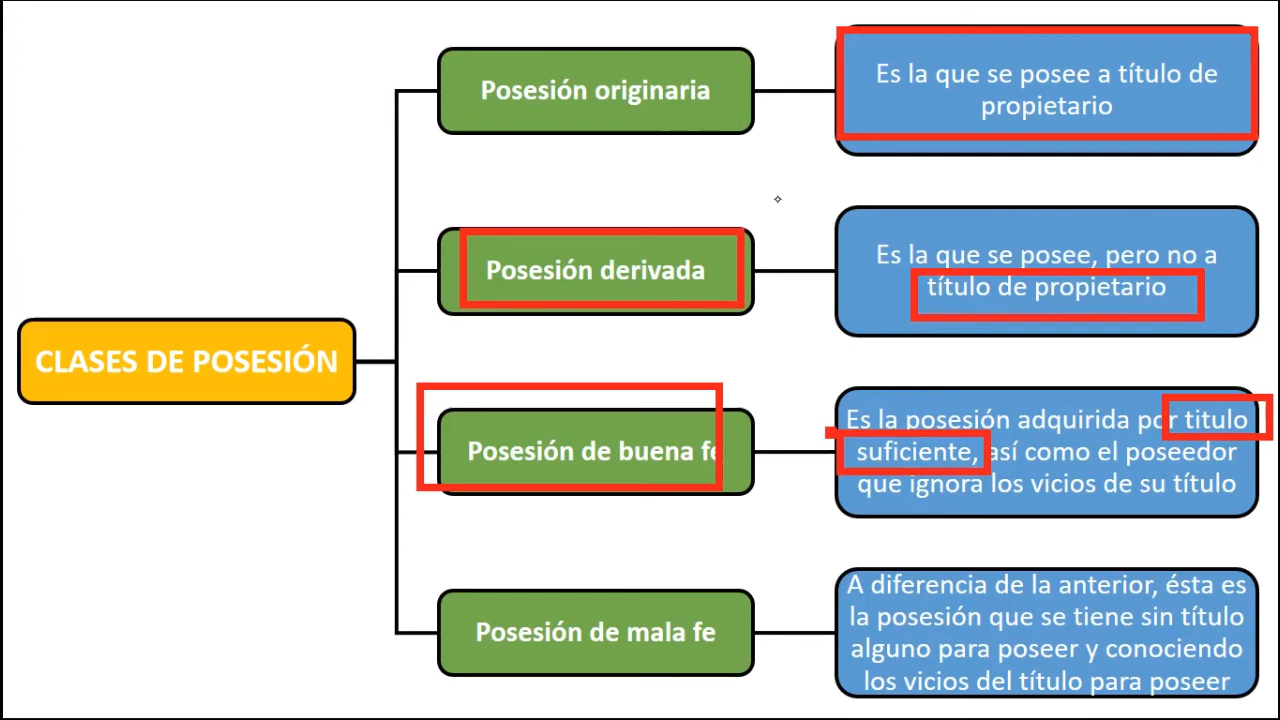 CLASES DE POSESIÓN
Posesión originaria
Es la que se posee a título de
propietario
Posesión derivada
Es la que se posee, pero no a
título de propietario
Posesión de buena fe
Es la posesión adquirida por titulo
suficiente, así como el poseedor
que ignora los vicios de su título
Posesión de mala fe
A diferencia de la anterior, ésta es
la posesión que se tiene sin título
alguno para poseer y conociendo
los vicios del título para poseer